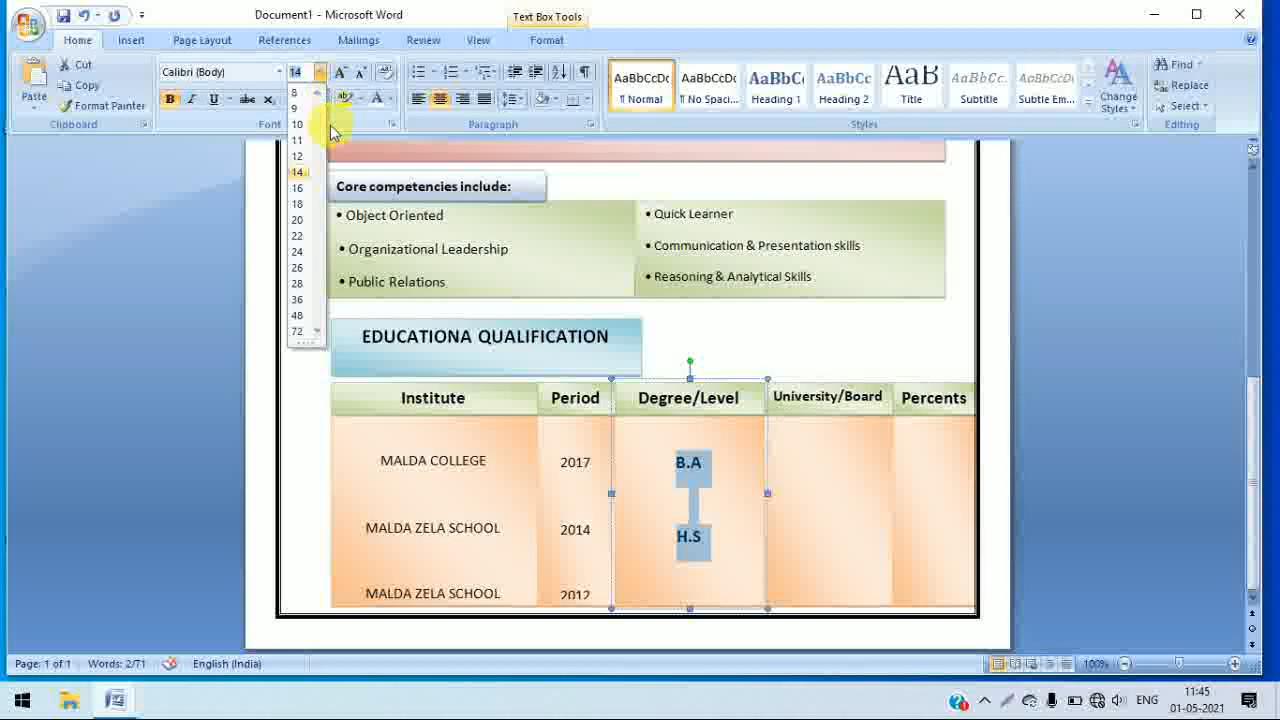 Document1 - Microsoft Word
Text Box Tools
Home Insert Page Layout References Mailings Review View Format
Paste
Cut
Copy
Format Painter
Clipboard
Calibri (Body)
14
B I U abc
Font
Paragraph
AaBbCcDc
¶ Normal
AaBbCcDc
¶ No Spaci...
AaBbC
Heading 1
AaBbCc
Heading 2
AaB
Title
AaBbCcL
Subtitle
AaBbCcDi
Subtle Em...
Change
Styles
Styles
Find
Replace
Select
Editing
8
9
10
11
12
14
16
18
20
22
24
26
28
36
48
72
Core competencies include:
• Object Oriented
• Organizational Leadership
• Public Relations
• Quick Learner
• Communication & Presentation skills
• Reasoning & Analytical Skills
EDUCATIONA QUALIFICATION
Institute Period Degree/Level University/Board Percents
MALDA COLLEGE 2017 B.A
MALDA ZELA SCHOOL 2014 H.S
MALDA ZELA SCHOOL 2012
Page: 1 of 1 Words: 2/71 English (India) 100%
ENG
11:45
01-05-2021